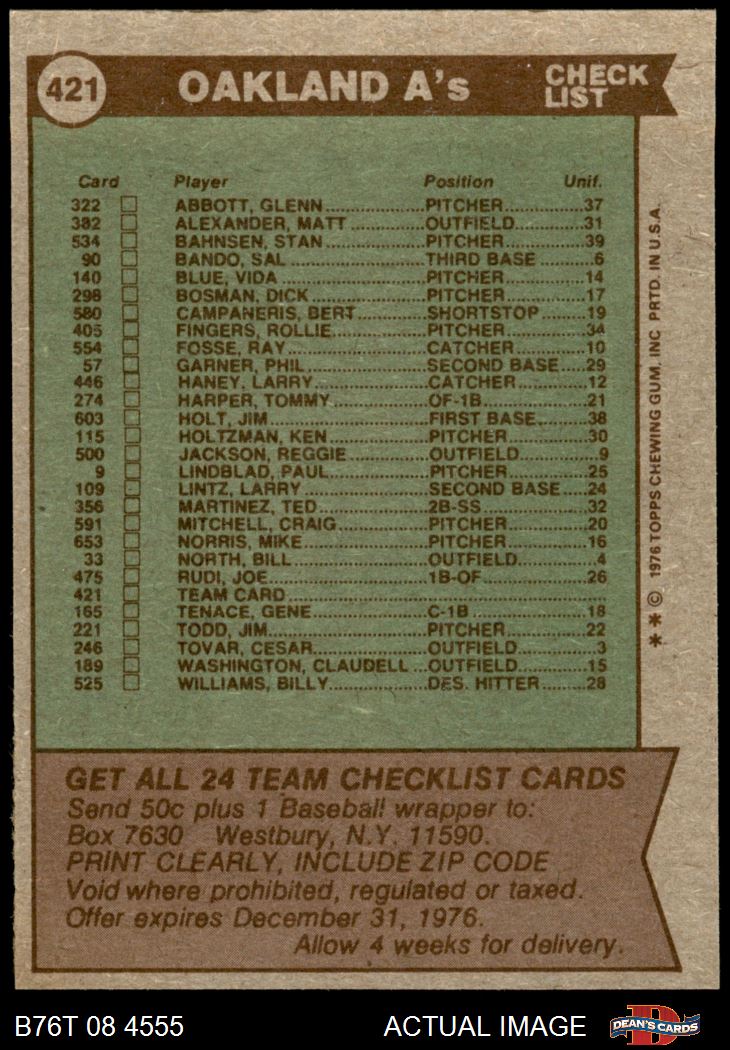 421 OAKLAND A's CHECK LIST
Card Player Position Unif.
322 ABBOTT, GLENN PITCHER 37
382 ALEXANDER, MATT OUTFIELD 31
534 BAHNSEN, STAN PITCHER 39
90 BANDO, SAL THIRD BASE 6
140 BLUE, VIDA PITCHER 14
298 BOSMAN, DICK PITCHER 17
580 CAMPANERIS, BERT SHORTSTOP 19
405 FINGERS, ROLLIE PITCHER 34
554 FOSSE, RAY CATCHER 10
57 GARNER, PHIL SECOND BASE 29
446 HANEY, LARRY CATCHER 12
274 HARPER, TOMMY OF-1B 21
603 HOLT, JIM FIRST BASE 38
115 HOLTZMAN, KEN PITCHER 30
500 JACKSON, REGGIE OUTFIELD 9
9 LINDBLAD, PAUL PITCHER 25
109 LINTZ, LARRY SECOND BASE 24
356 MARTINEZ, TED 2B-SS 32
591 MITCHELL, CRAIG PITCHER 20
653 NORRIS, MIKE PITCHER 16
33 NORTH, BILL OUTFIELD 4
475 RUDI, JOE 1B-OF 26
421 TEAM CARD
165 TENACE, GENE C-1B 18
221 TODD, JIM PITCHER 22
246 TOVAR, CESAR OUTFIELD 3
189 WASHINGTON, CLAUDELL OUTFIELD 15
525 WILLIAMS, BILLY DES. HITTER 28
** © 1976 TOPPS CHEWING GUM, INC PRTD. IN U.S.A.
GET ALL 24 TEAM CHECKLIST CARDS
Send 50c plus 1 Baseball wrapper to:
Box 7630 Westbury, N.Y. 11590.
PRINT CLEARLY, INCLUDE ZIP CODE
Void where prohibited, regulated or taxed.
Offer expires December 31, 1976.
Allow 4 weeks for delivery.
B76T 08 4555 ACTUAL IMAGE DEAN'S CARDS